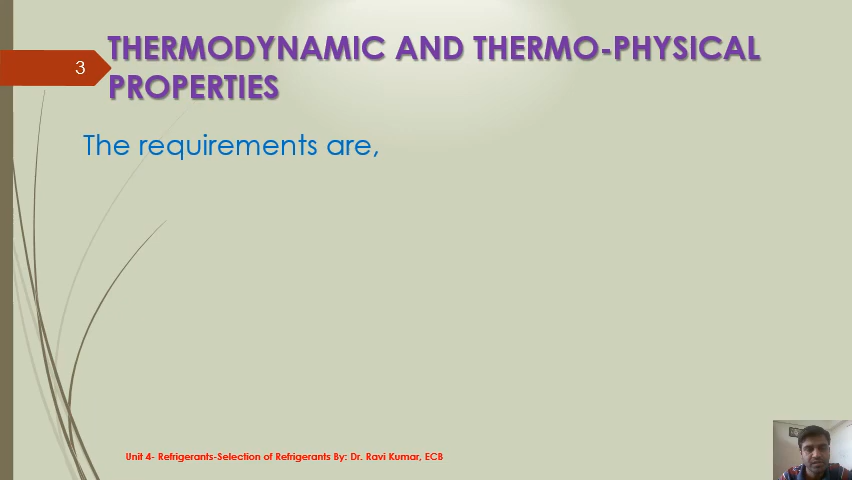 3
THERMODYNAMIC AND THERMO-PHYSICAL
PROPERTIES
The requirements are,
Unit 4- Refrigerants-Selection of Refrigerants By: Dr. Ravi Kumar, ECB